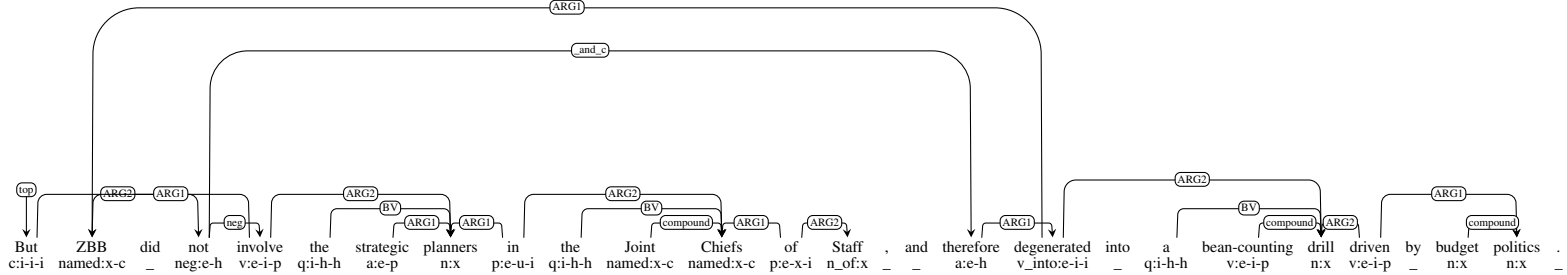 ARG1
_and_c
top ARG2 ARG1 ARG2 ARG2 ARG2 ARG1
BV BV BV
neg ARG1 ARG1 compound ARG1 ARG2 ARG1 compound ARG2 compound
But ZBB did not involve the strategic planners in the Joint Chiefs of Staff , and therefore degenerated into a bean-counting drill driven by budget politics .
c:i-i-i named:x-c _ neg:e-h v:e-i-p q:i-h-h a:e-p n:x p:e-u-i q:i-h-h named:x-c named:x-c p:e-x-i n_of:x _ _ a:e-h v_into:e-i-i _ q:i-h-h v:e-i-p n:x v:e-i-p _ n:x n:x _